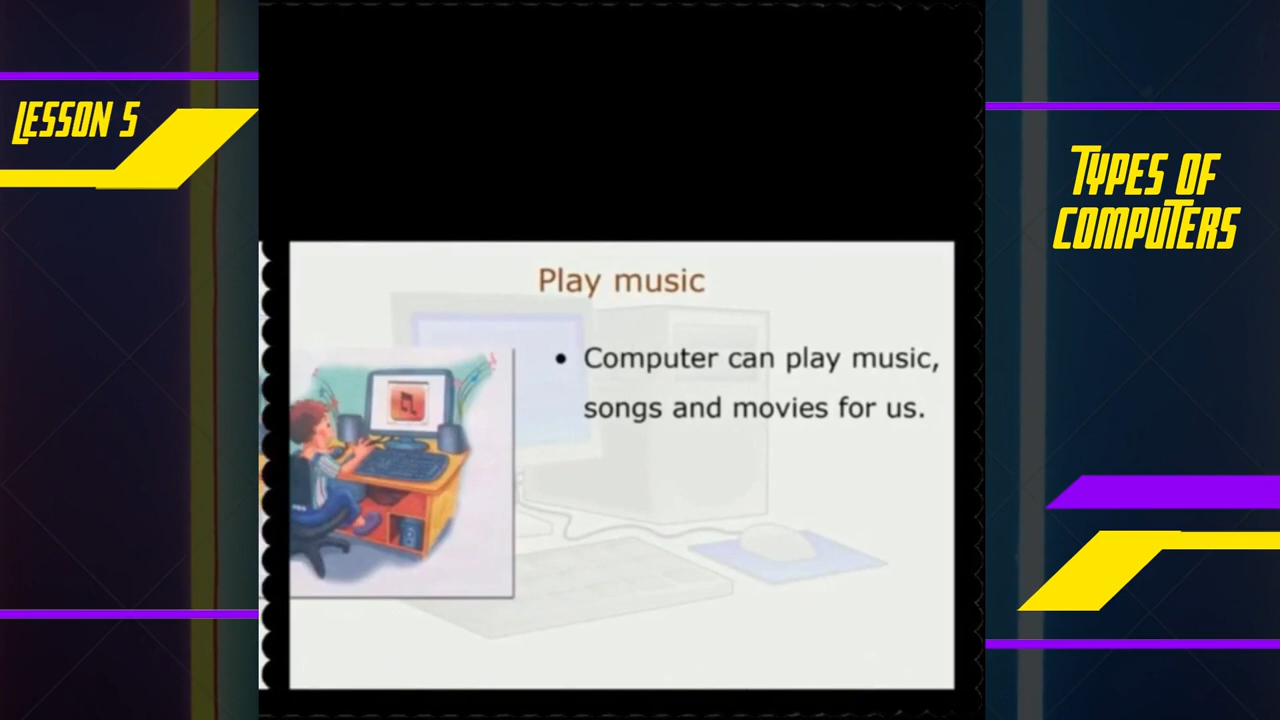 Lesson 5
Types of
computers
Play music
• Computer can play music,
songs and movies for us.